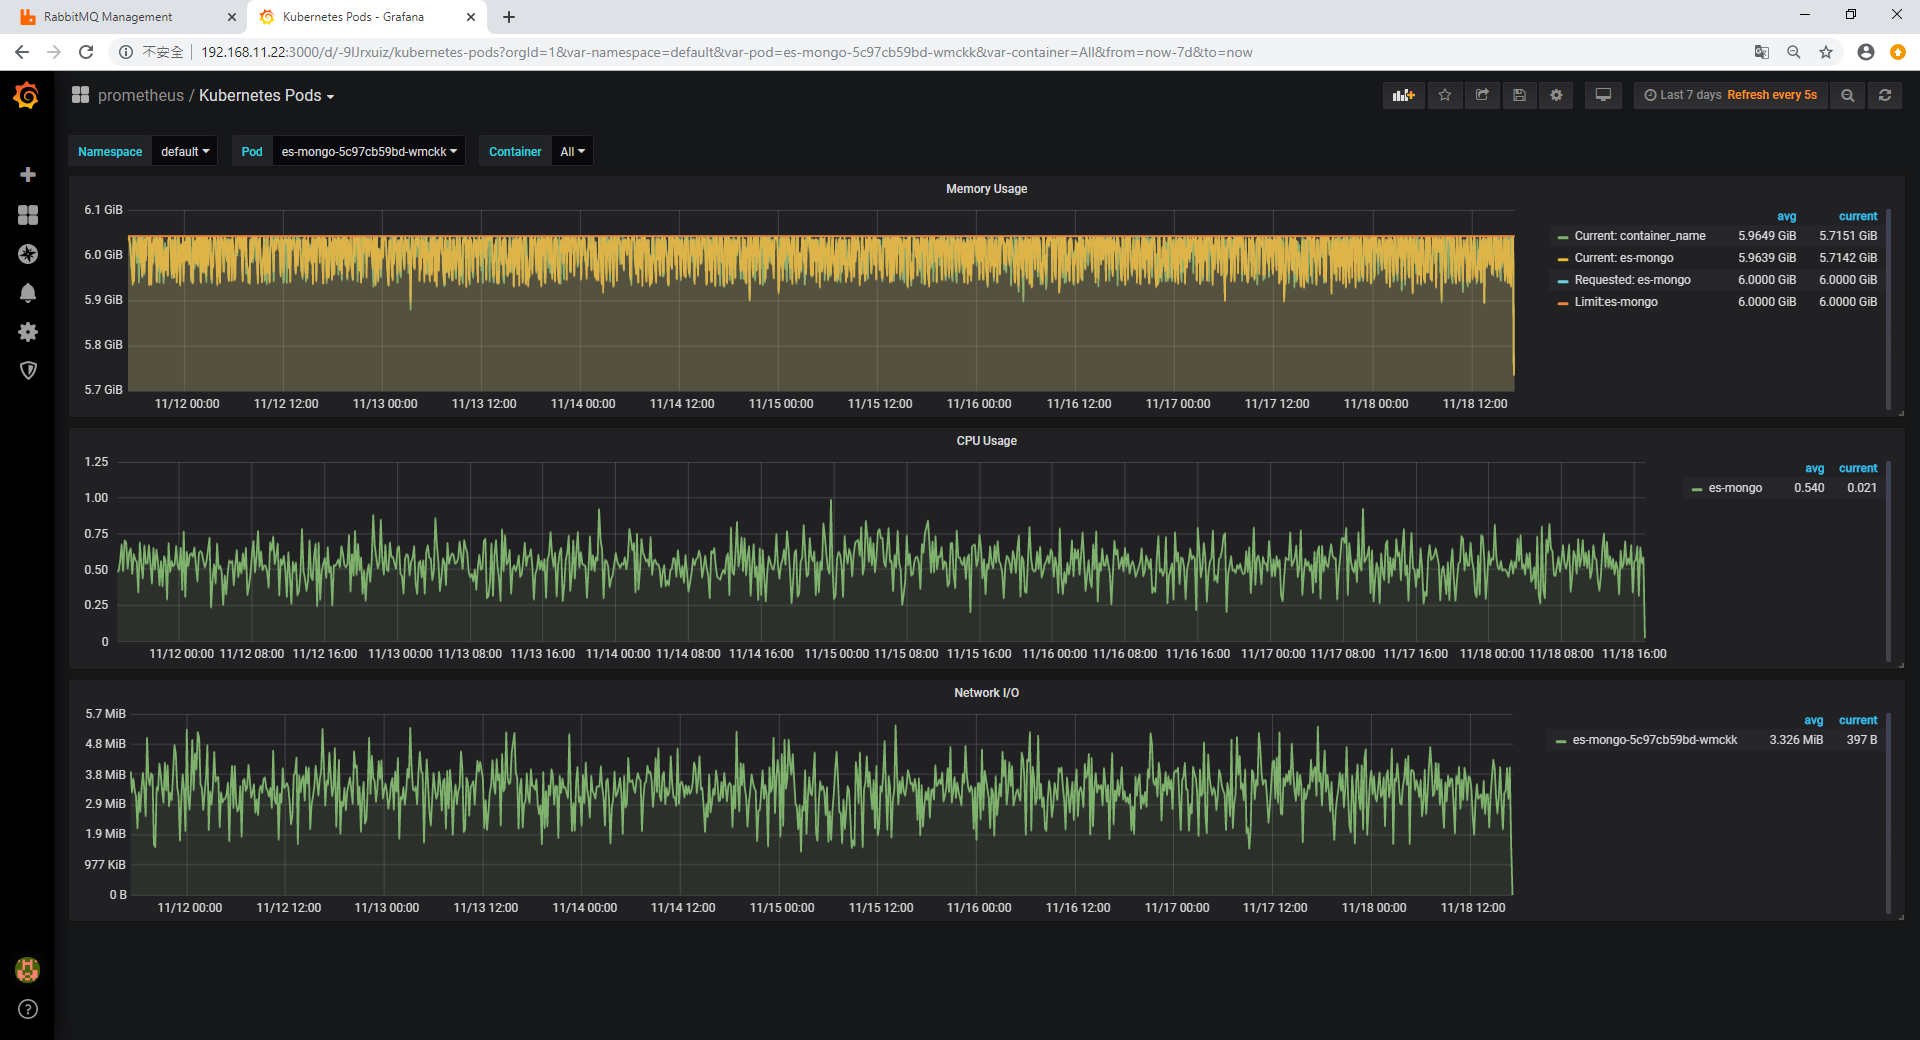 RabbitMQ Management
Kubernetes Pods - Grafana
不安全
192.168.11.22:3000/d/-9IJrxuiz/kubernetes-pods?orgId=1&var-namespace=default&var-pod=es-mongo-5c97cb59bd-wmckk&var-container=All&from=now-7d&to=now
prometheus / Kubernetes Pods
Last 7 days Refresh every 5s
Namespace default Pod es-mongo-5c97cb59bd-wmckk Container All
Memory Usage
6.1 GiB
6.0 GiB
5.9 GiB
5.8 GiB
5.7 GiB
11/12 00:00 11/12 12:00 11/13 00:00 11/13 12:00 11/14 00:00 11/14 12:00 11/15 00:00 11/15 12:00 11/16 00:00 11/16 12:00 11/17 00:00 11/17 12:00 11/18 00:00 11/18 12:00
avg current
Current: container_name 5.9649 GiB 5.7151 GiB
Current: es-mongo 5.9639 GiB 5.7142 GiB
Requested: es-mongo 6.0000 GiB 6.0000 GiB
Limit:es-mongo 6.0000 GiB 6.0000 GiB
CPU Usage
1.25
1.00
0.75
0.50
0.25
0
11/12 00:00 11/12 08:00 11/12 16:00 11/13 00:00 11/13 08:00 11/13 16:00 11/14 00:00 11/14 08:00 11/14 16:00 11/15 00:00 11/15 08:00 11/15 16:00 11/16 00:00 11/16 08:00 11/16 16:00 11/17 00:00 11/17 08:00 11/17 16:00 11/18 00:00 11/18 08:00 11/18 16:00
avg current
es-mongo 0.540 0.021
Network I/O
5.7 MiB
4.8 MiB
3.8 MiB
2.9 MiB
1.9 MiB
977 KiB
0 B
11/12 00:00 11/12 12:00 11/13 00:00 11/13 12:00 11/14 00:00 11/14 12:00 11/15 00:00 11/15 12:00 11/16 00:00 11/16 12:00 11/17 00:00 11/17 12:00 11/18 00:00 11/18 12:00
avg current
es-mongo-5c97cb59bd-wmckk 3.326 MiB 397 B